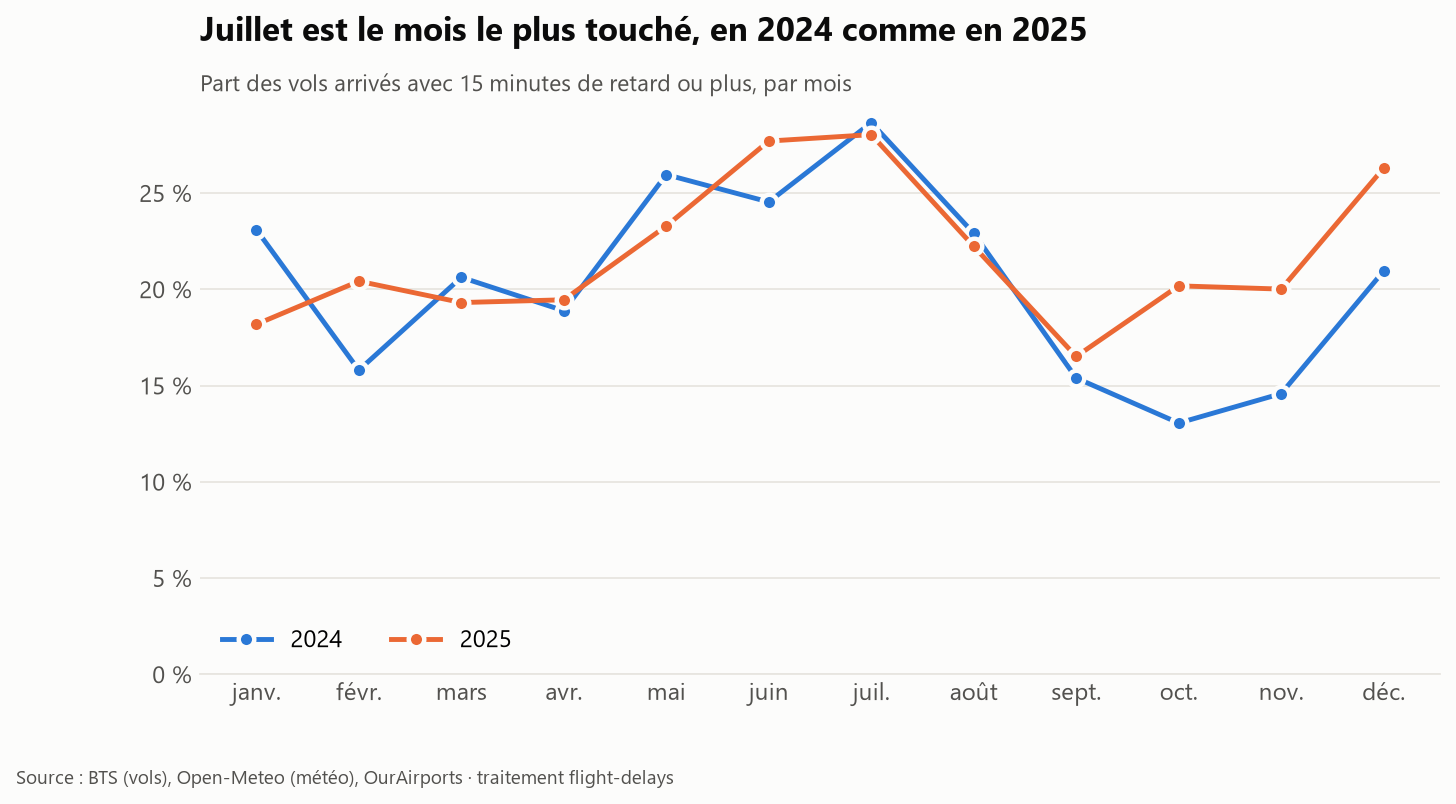 Juillet est le mois le plus touché, en 2024 comme en 2025
Part des vols arrivés avec 15 minutes de retard ou plus, par mois
25 %
20 %
15 %
10 %
5 %
0 %
2024 2025
janv. févr. mars avr. mai juin juil. août sept. oct. nov. déc.
Source : BTS (vols), Open-Meteo (météo), OurAirports · traitement flight-delays